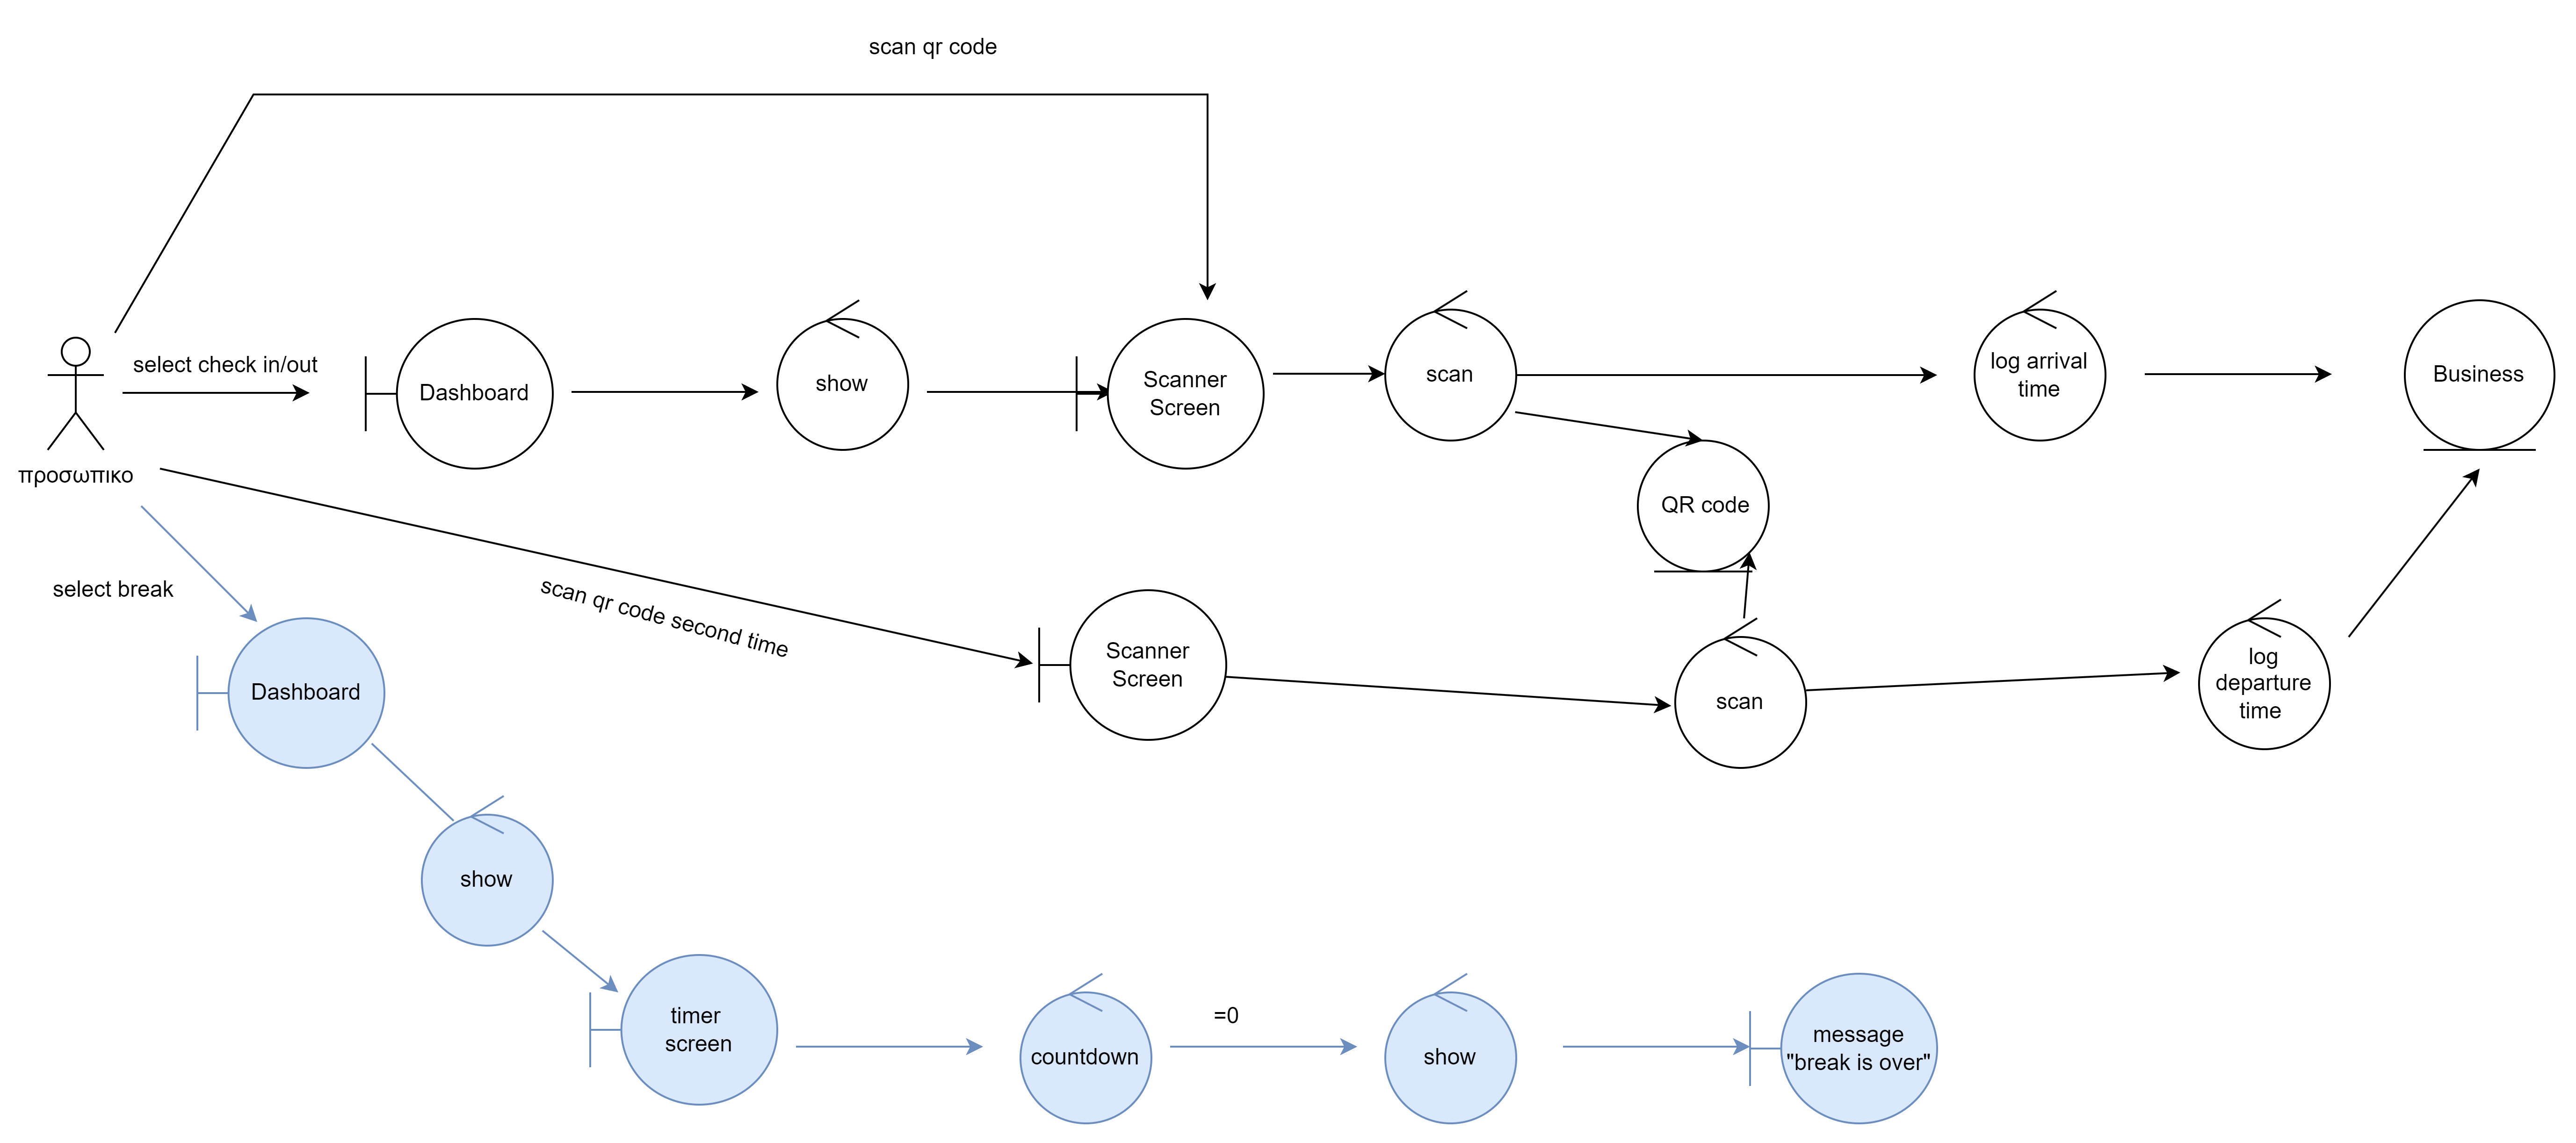 scan qr code
select check in/out
Dashboard
show
Scanner
Screen
scan
log arrival
time
Business
προσωπικο
QR code
select break
scan qr code second time
Scanner
Screen
scan
log
departure
time
Dashboard
show
timer
screen
countdown
=0
show
message
"break is over"